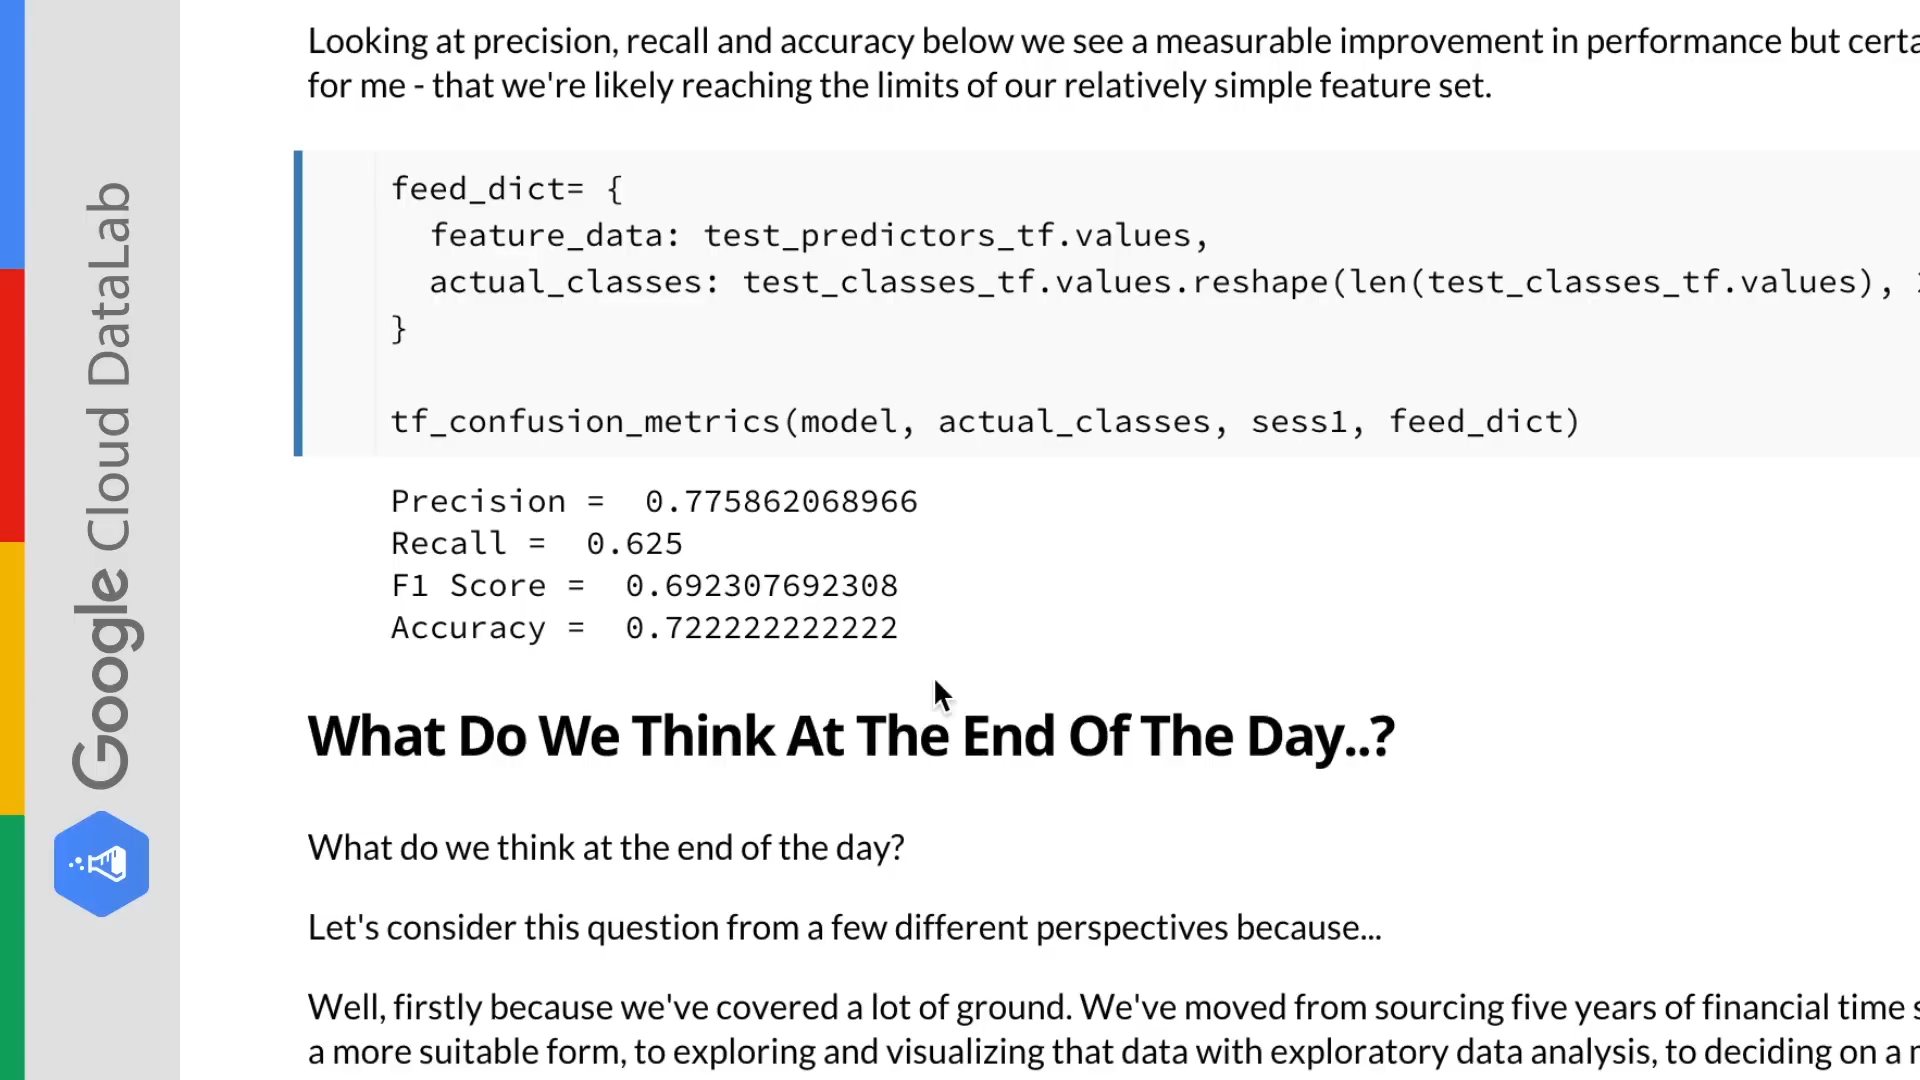 Looking at precision, recall and accuracy below we see a measurable improvement in performance but
for me - that we're likely reaching the limits of our relatively simple feature set.
feed_dict= {
feature_data: test_predictors_tf.values,
actual_classes: test_classes_tf.values.reshape(len(test_classes_tf.values),
}
tf_confusion_metrics(model, actual_classes, sess1, feed_dict)
Precision = 0.775862068966
Recall = 0.625
F1 Score = 0.692307692308
Accuracy = 0.722222222222
What Do We Think At The End Of The Day..?
What do we think at the end of the day?
Let's consider this question from a few different perspectives because...
Well, firstly because we've covered a lot of ground. We've moved from sourcing five years of financial time
a more suitable form, to exploring and visualizing that data with exploratory data analysis, to deciding on a
Google Cloud DataLab